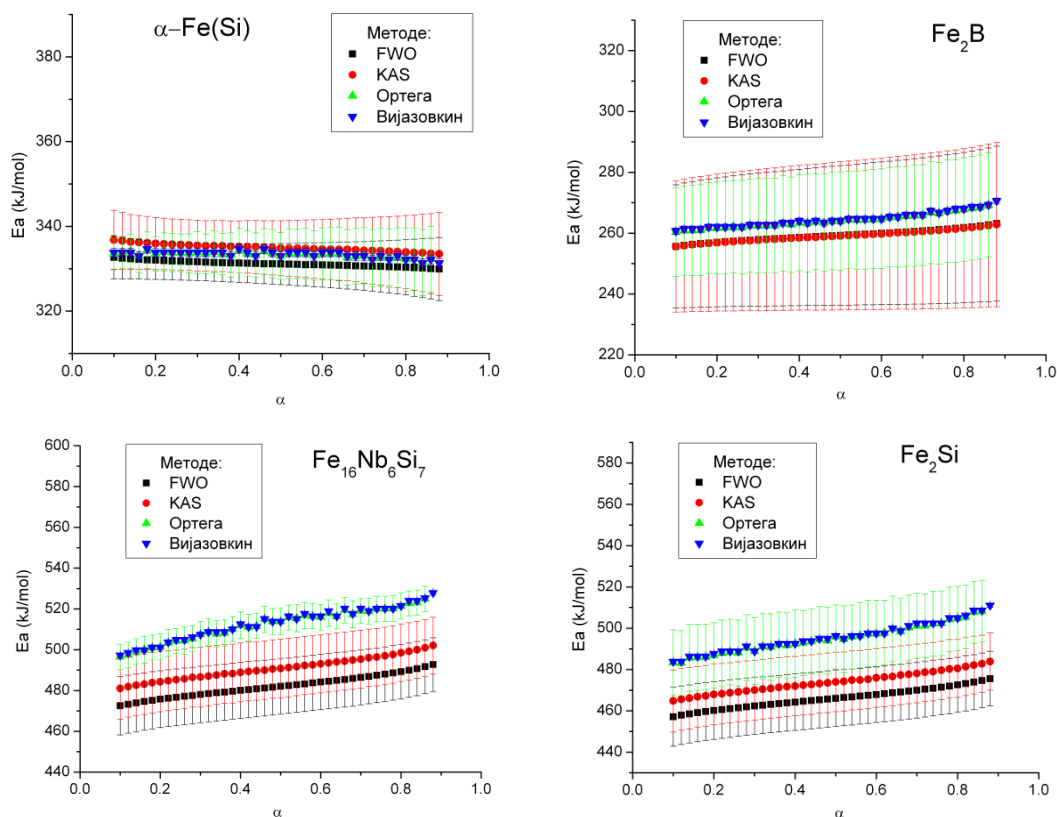 α–Fe(Si)
Методе:
FWO
KAS
Ортега
Вијазовкин
Ea (kJ/mol)
400
380
360
340
320
0.0 0.2 0.4 0.6 0.8 1.0
α
Fe2B
Методе:
FWO
KAS
Ортега
Вијазовкин
Ea (kJ/mol)
320
300
280
260
240
220
0.0 0.2 0.4 0.6 0.8 1.0
α
Fe16Nb6Si7
Методе:
FWO
KAS
Ортега
Вијазовкин
Ea (kJ/mol)
600
580
560
540
520
500
480
460
440
0.0 0.2 0.4 0.6 0.8 1.0
α
Fe2Si
Методе:
FWO
KAS
Ортега
Вијазовкин
Ea (kJ/mol)
580
560
540
520
500
480
460
440
0.0 0.2 0.4 0.6 0.8 1.0
α